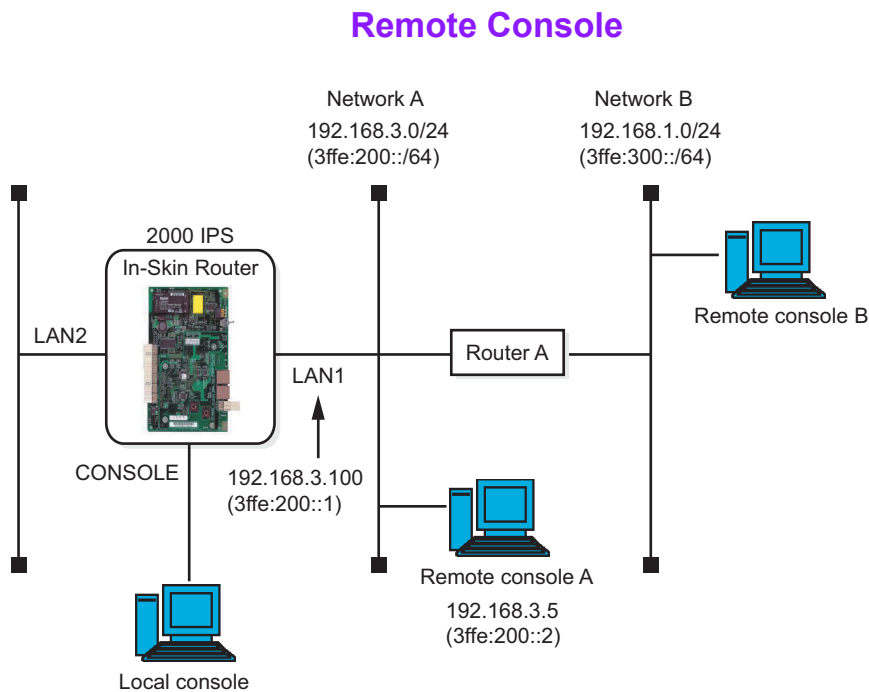 Remote Console
Network A
192.168.3.0/24
(3ffe:200::/64)
Network B
192.168.1.0/24
(3ffe:300::/64)
2000 IPS
In-Skin Router
LAN2
LAN1
Router A
Remote console B
CONSOLE
192.168.3.100
(3ffe:200::1)
Remote console A
192.168.3.5
(3ffe:200::2)
Local console